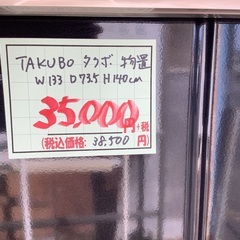 TAKUBO タクボ 物置
W133 D73.5 H140cm
35,000円+税
(税込価格: 38,500 円)